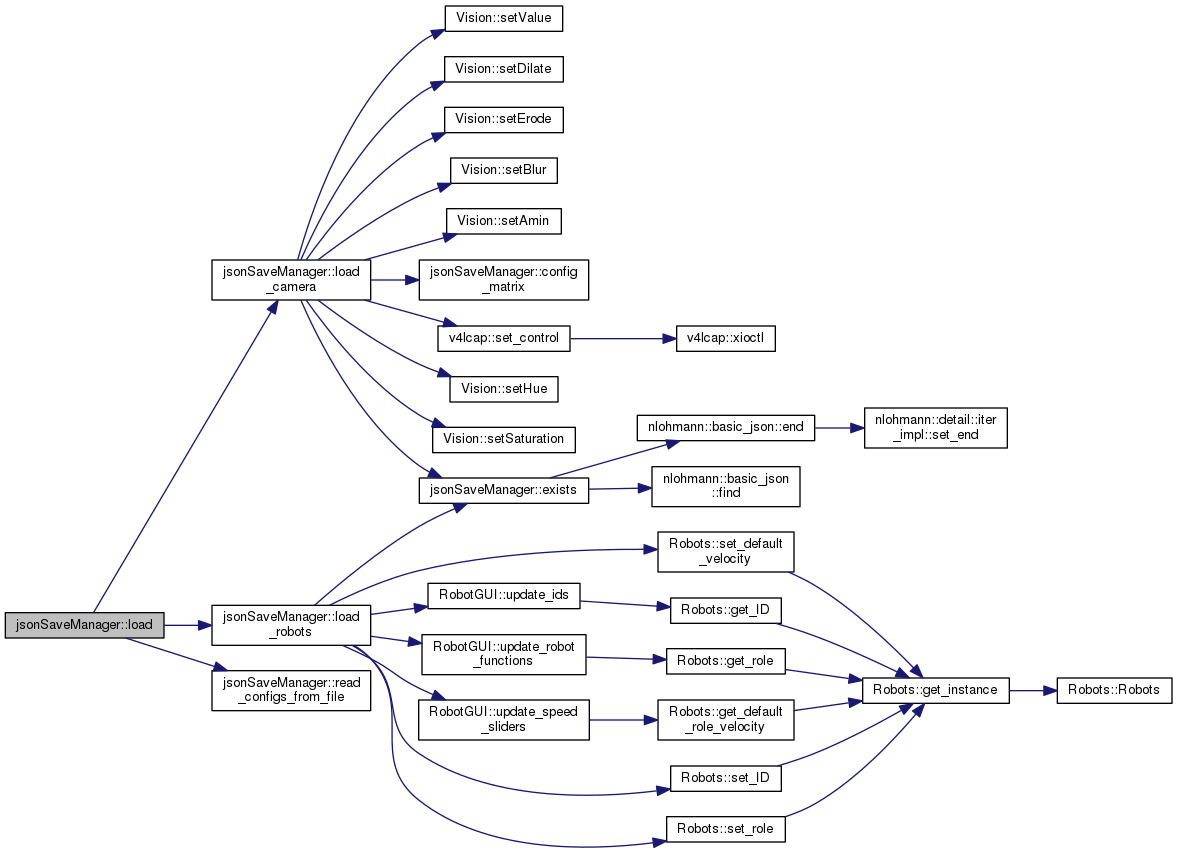 Vision::setValue
Vision::setDilate
Vision::setErode
Vision::setBlur
Vision::setAmin
jsonSaveManager::load
_camera
jsonSaveManager::config
_matrix
v4lcap::set_control
v4lcap::xioctl
Vision::setHue
Vision::setSaturation
nlohmann::basic_json::end
nlohmann::detail::iter
_impl::set_end
jsonSaveManager::exists
nlohmann::basic_json
::find
Robots::set_default
_velocity
RobotGUI::update_ids
Robots::get_ID
jsonSaveManager::load
jsonSaveManager::load
_robots
RobotGUI::update_robot
_functions
Robots::get_role
jsonSaveManager::read
_configs_from_file
Robots::get_instance
Robots::Robots
RobotGUI::update_speed
_sliders
Robots::get_default
_role_velocity
Robots::set_ID
Robots::set_role